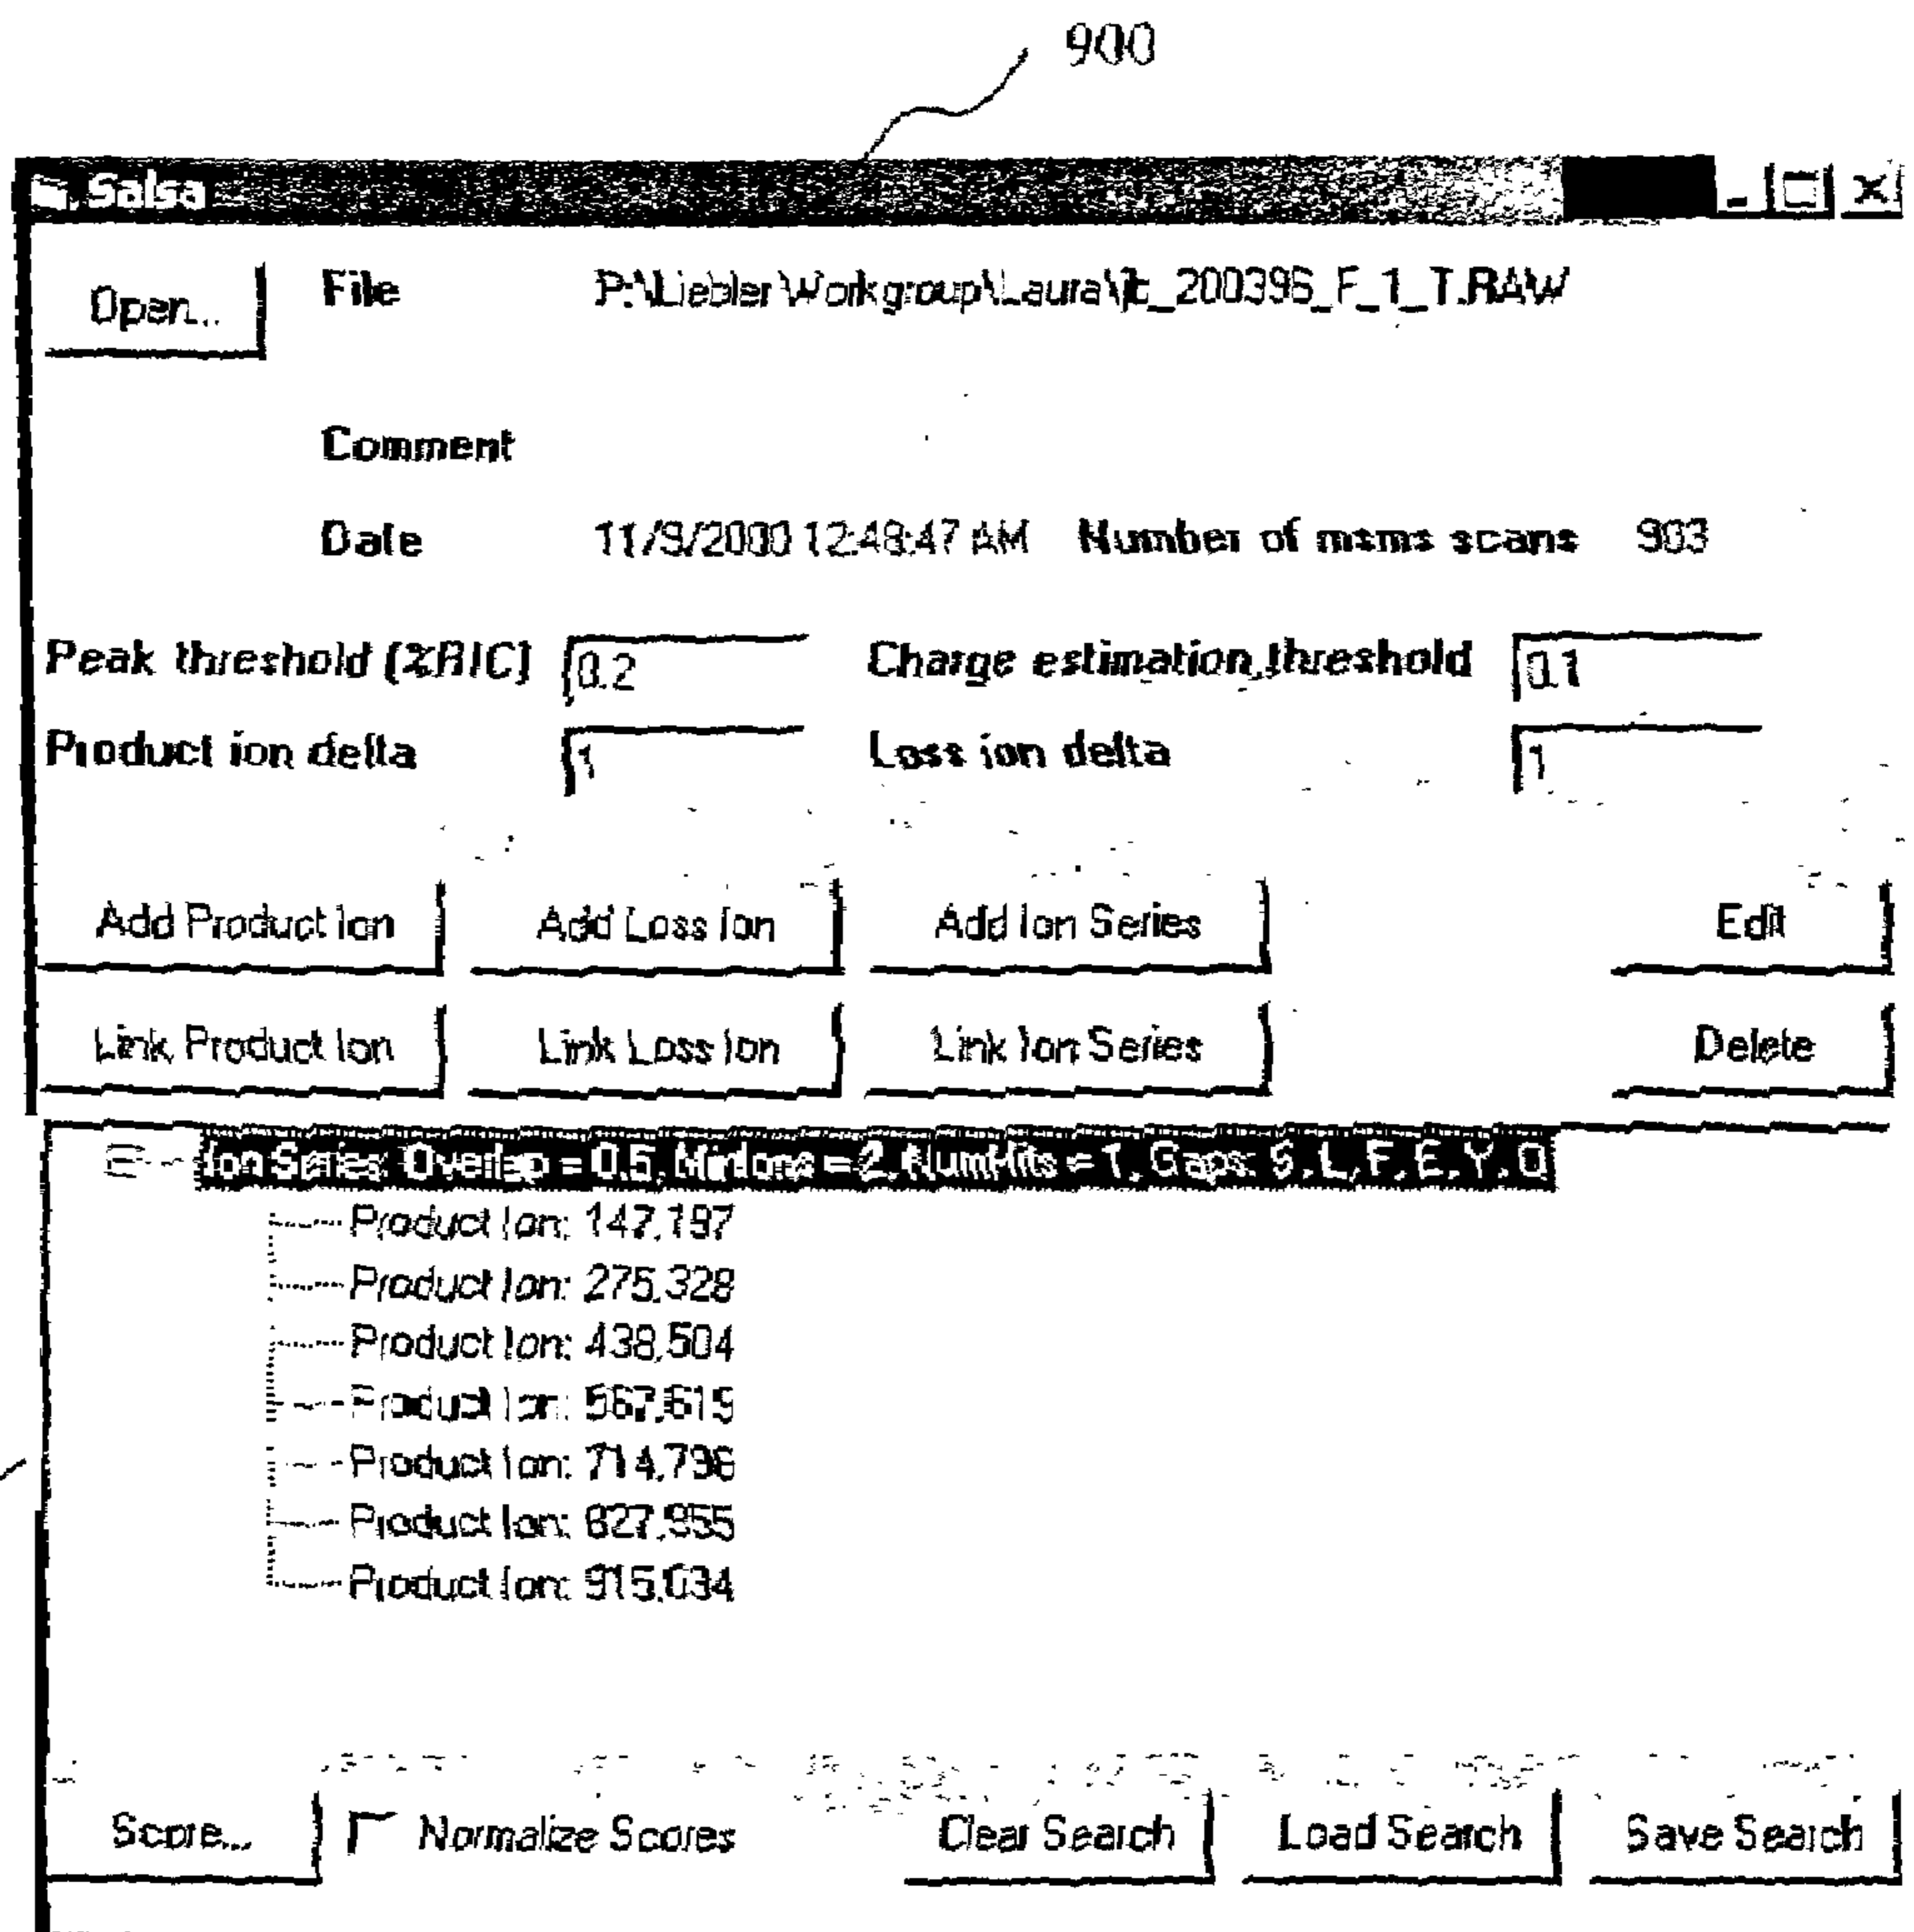 900
Salsa
Open... File P:\Liebler Workgroup\Laura\jt_200396_F_1_T.RAW
Comment
Date 11/9/2000 12:48:47 AM Number of msms scans 903
Peak threshold (%RIC) 0.2 Charge estimation threshold 0.1
Product ion delta 1 Loss ion delta 1
Add Product Ion Add Loss Ion Add Ion Series Edit
Link Product Ion Link Loss Ion Link Ion Series Delete
Ion Series: Overlap = 0.5, MinIons = 2, NumHits = 1, Gaps: S, L, F, E, Y, Q
Product Ion: 147.197
Product Ion: 275.328
Product Ion: 438.504
Product Ion: 567.619
Product Ion: 714.796
Product Ion: 827.955
Product Ion: 915.034
Score... Normalize Scores Clear Search Load Search Save Search